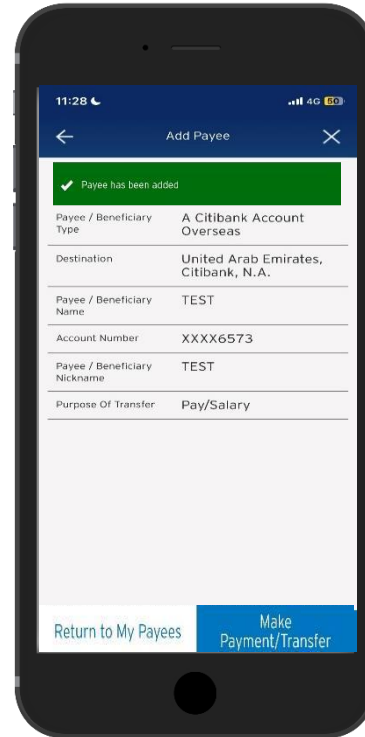 11:28
4G 60
Add Payee
Payee has been added
Payee / Beneficiary
Type
A Citibank Account
Overseas
Destination
United Arab Emirates,
Citibank, N.A.
Payee / Beneficiary
Name
TEST
Account Number
XXXX6573
Payee / Beneficiary
Nickname
TEST
Purpose Of Transfer
Pay/Salary
Return to My Payees
Make
Payment/Transfer